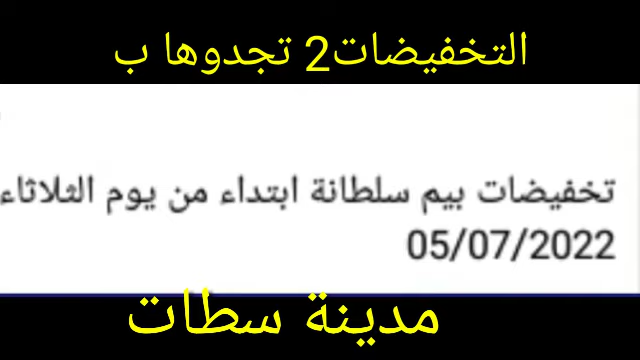 التخفيضات2 تجدوها ب
تخفيضات بيم سلطانة ابتداء من يوم الثلاثاء
05/07/2022
مدينة سطات